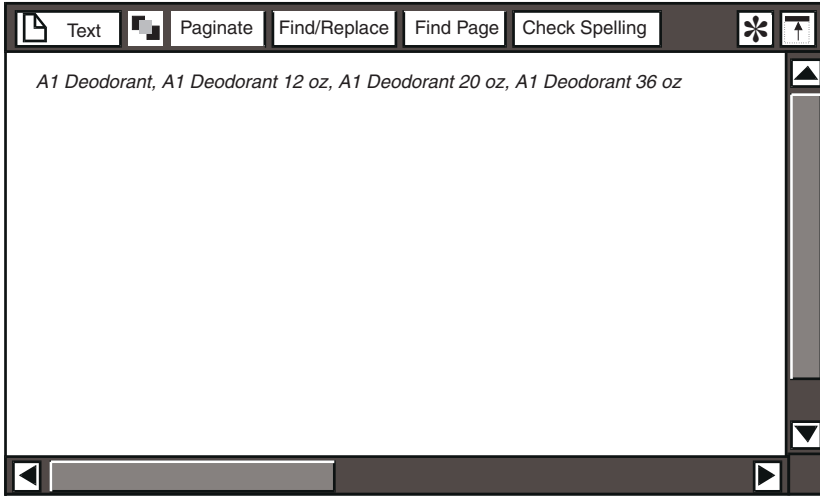 Text Paginate Find/Replace Find Page Check Spelling
A1 Deodorant, A1 Deodorant 12 oz, A1 Deodorant 20 oz, A1 Deodorant 36 oz